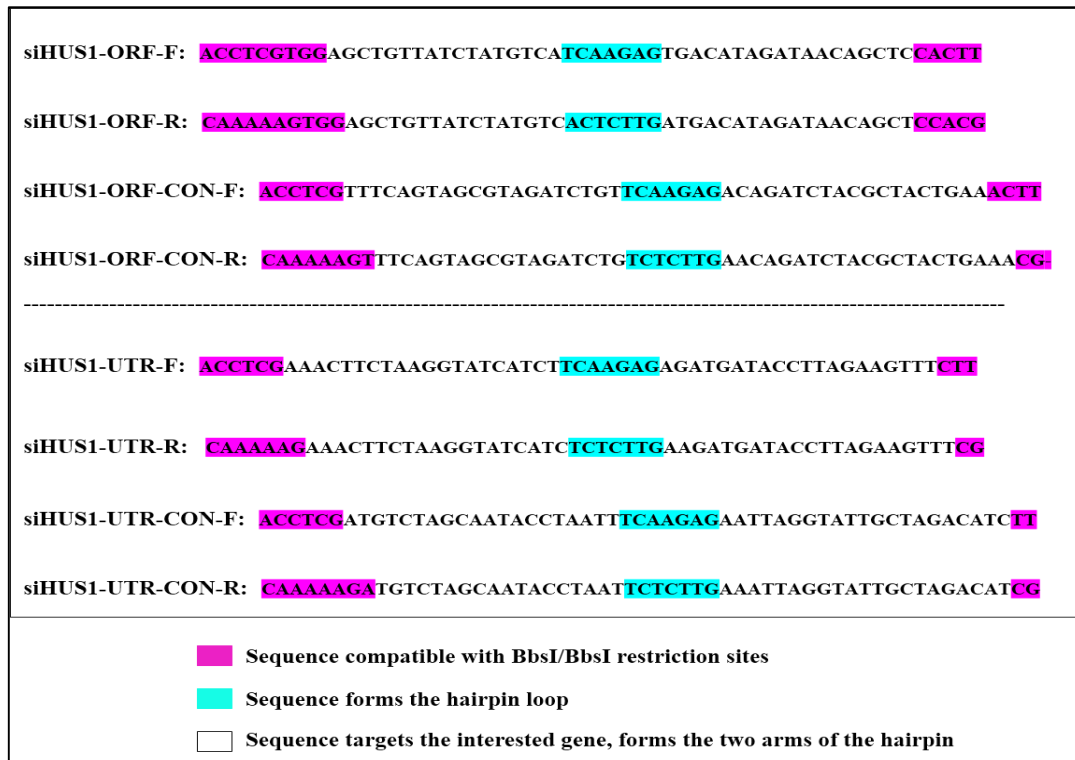 siHUS1-ORF-F: ACCTCGTGGAGCTGTTATCTATGTCATCAAGAGTGACATAGATAACAGCTCCACTT
siHUS1-ORF-R: CAAAAAGTGGAGCTGTTATCTATGTCACTCTTGATGACATAGATAACAGCTCCACG
siHUS1-ORF-CON-F: ACCTCGTTTCAGTAGCGTAGATCTGTTCAAGAGACAGATCTACGCTACTGAAACTT
siHUS1-ORF-CON-R: CAAAAAGTTTCAGTAGCGTAGATCTGTCTCTTGAACAGATCTACGCTACTGAAACG-
--------------------------------------------------------------------------------------------------------------------------------
siHUS1-UTR-F: ACCTCGAAACTTCTAAGGTATCATCTTCAAGAGAGATGATACCTTAGAAGTTTCTT
siHUS1-UTR-R: CAAAAAGAAACTTCTAAGGTATCATCTCTCTTGAAGATGATACCTTAGAAGTTTCG
siHUS1-UTR-CON-F: ACCTCGATGTCTAGCAATACCTAATTTCAAGAGAATTAGGTATTGCTAGACATCTT
siHUS1-UTR-CON-R: CAAAAAGATGTCTAGCAATACCTAATTCTCTTGAAATTAGGTATTGCTAGACATCG
Sequence compatible with BbsI/BbsI restriction sites
Sequence forms the hairpin loop
Sequence targets the interested gene, forms the two arms of the hairpin